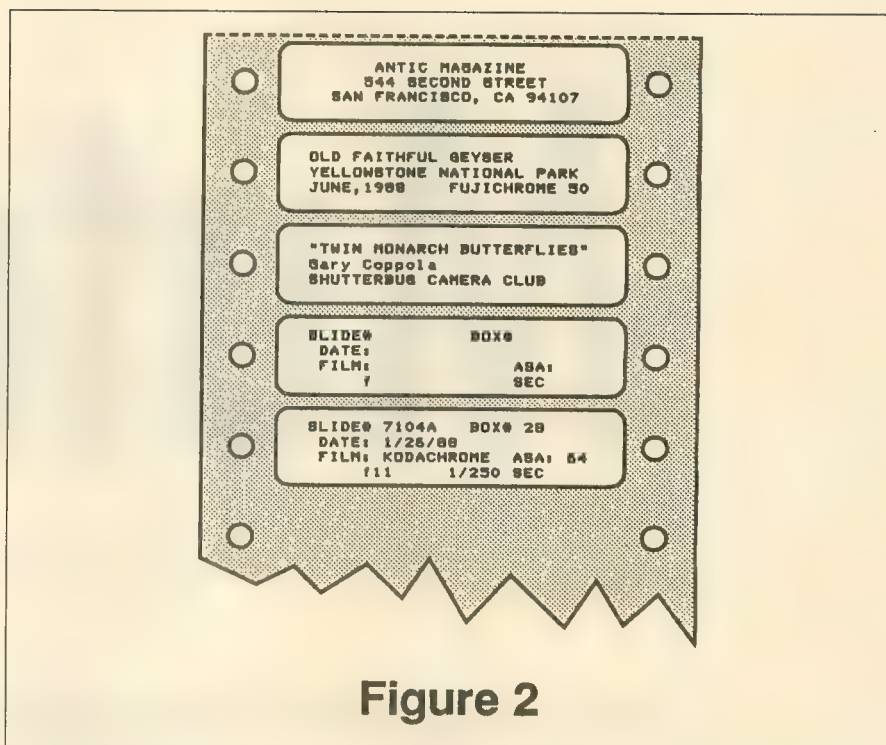 ANTIC MAGAZINE
544 SECOND STREET
SAN FRANCISCO, CA 94107
OLD FAITHFUL GEYSER
YELLOWSTONE NATIONAL PARK
JUNE,1988 FUJICHROME 50
"TWIN MONARCH BUTTERFLIES"
Gary Coppola
SHUTTERBUG CAMERA CLUB
SLIDE# BOX#
DATE:
FILM: ASA:
f SEC
SLIDE# 7104A BOX# 28
DATE: 1/26/88
FILM: KODACHROME ASA: 64
f11 1/250 SEC
Figure 2